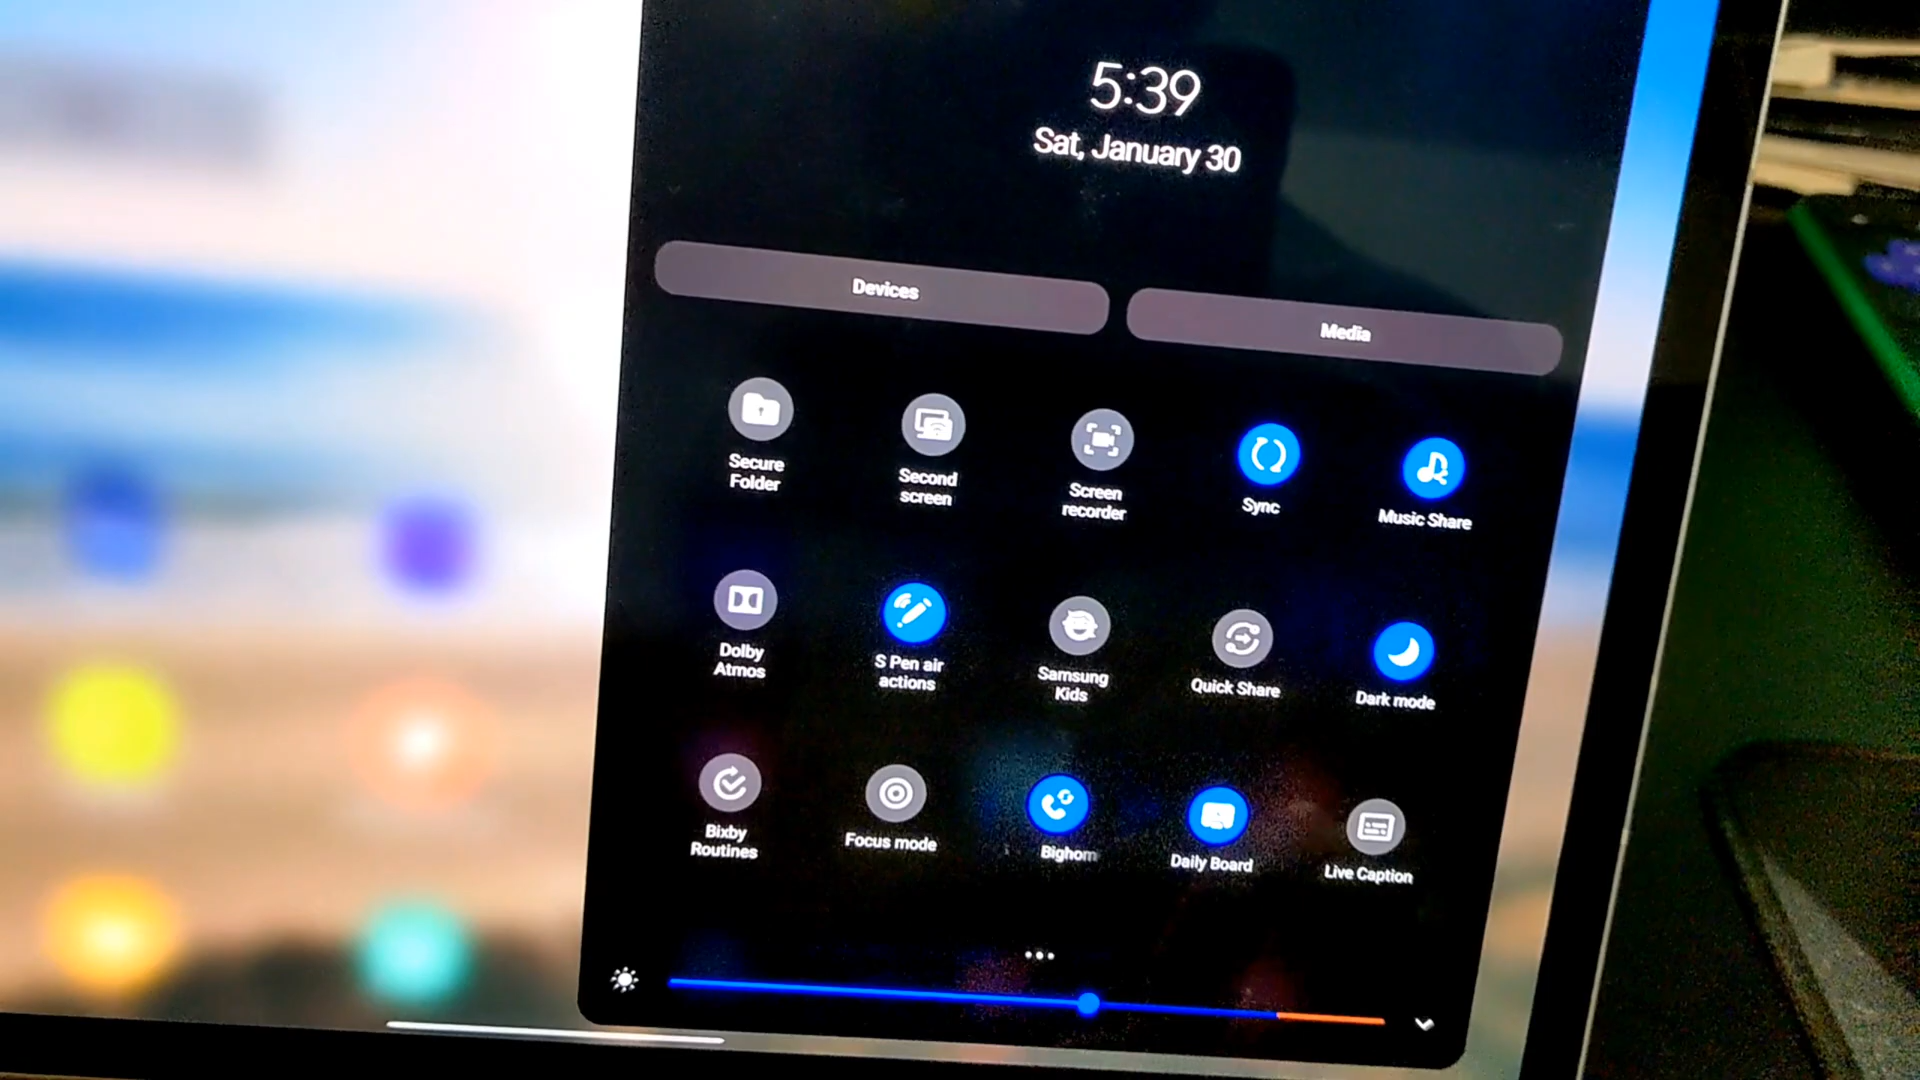 5:39
Sat, January 30
Devices
Media
Secure
Folder
Second
screen
Screen
recorder
Sync
Music Share
Dolby
Atmos
S Pen air
actions
Samsung
Kids
Quick Share
Dark mode
Bixby
Routines
Focus mode
Bighom
Daily Board
Live Caption